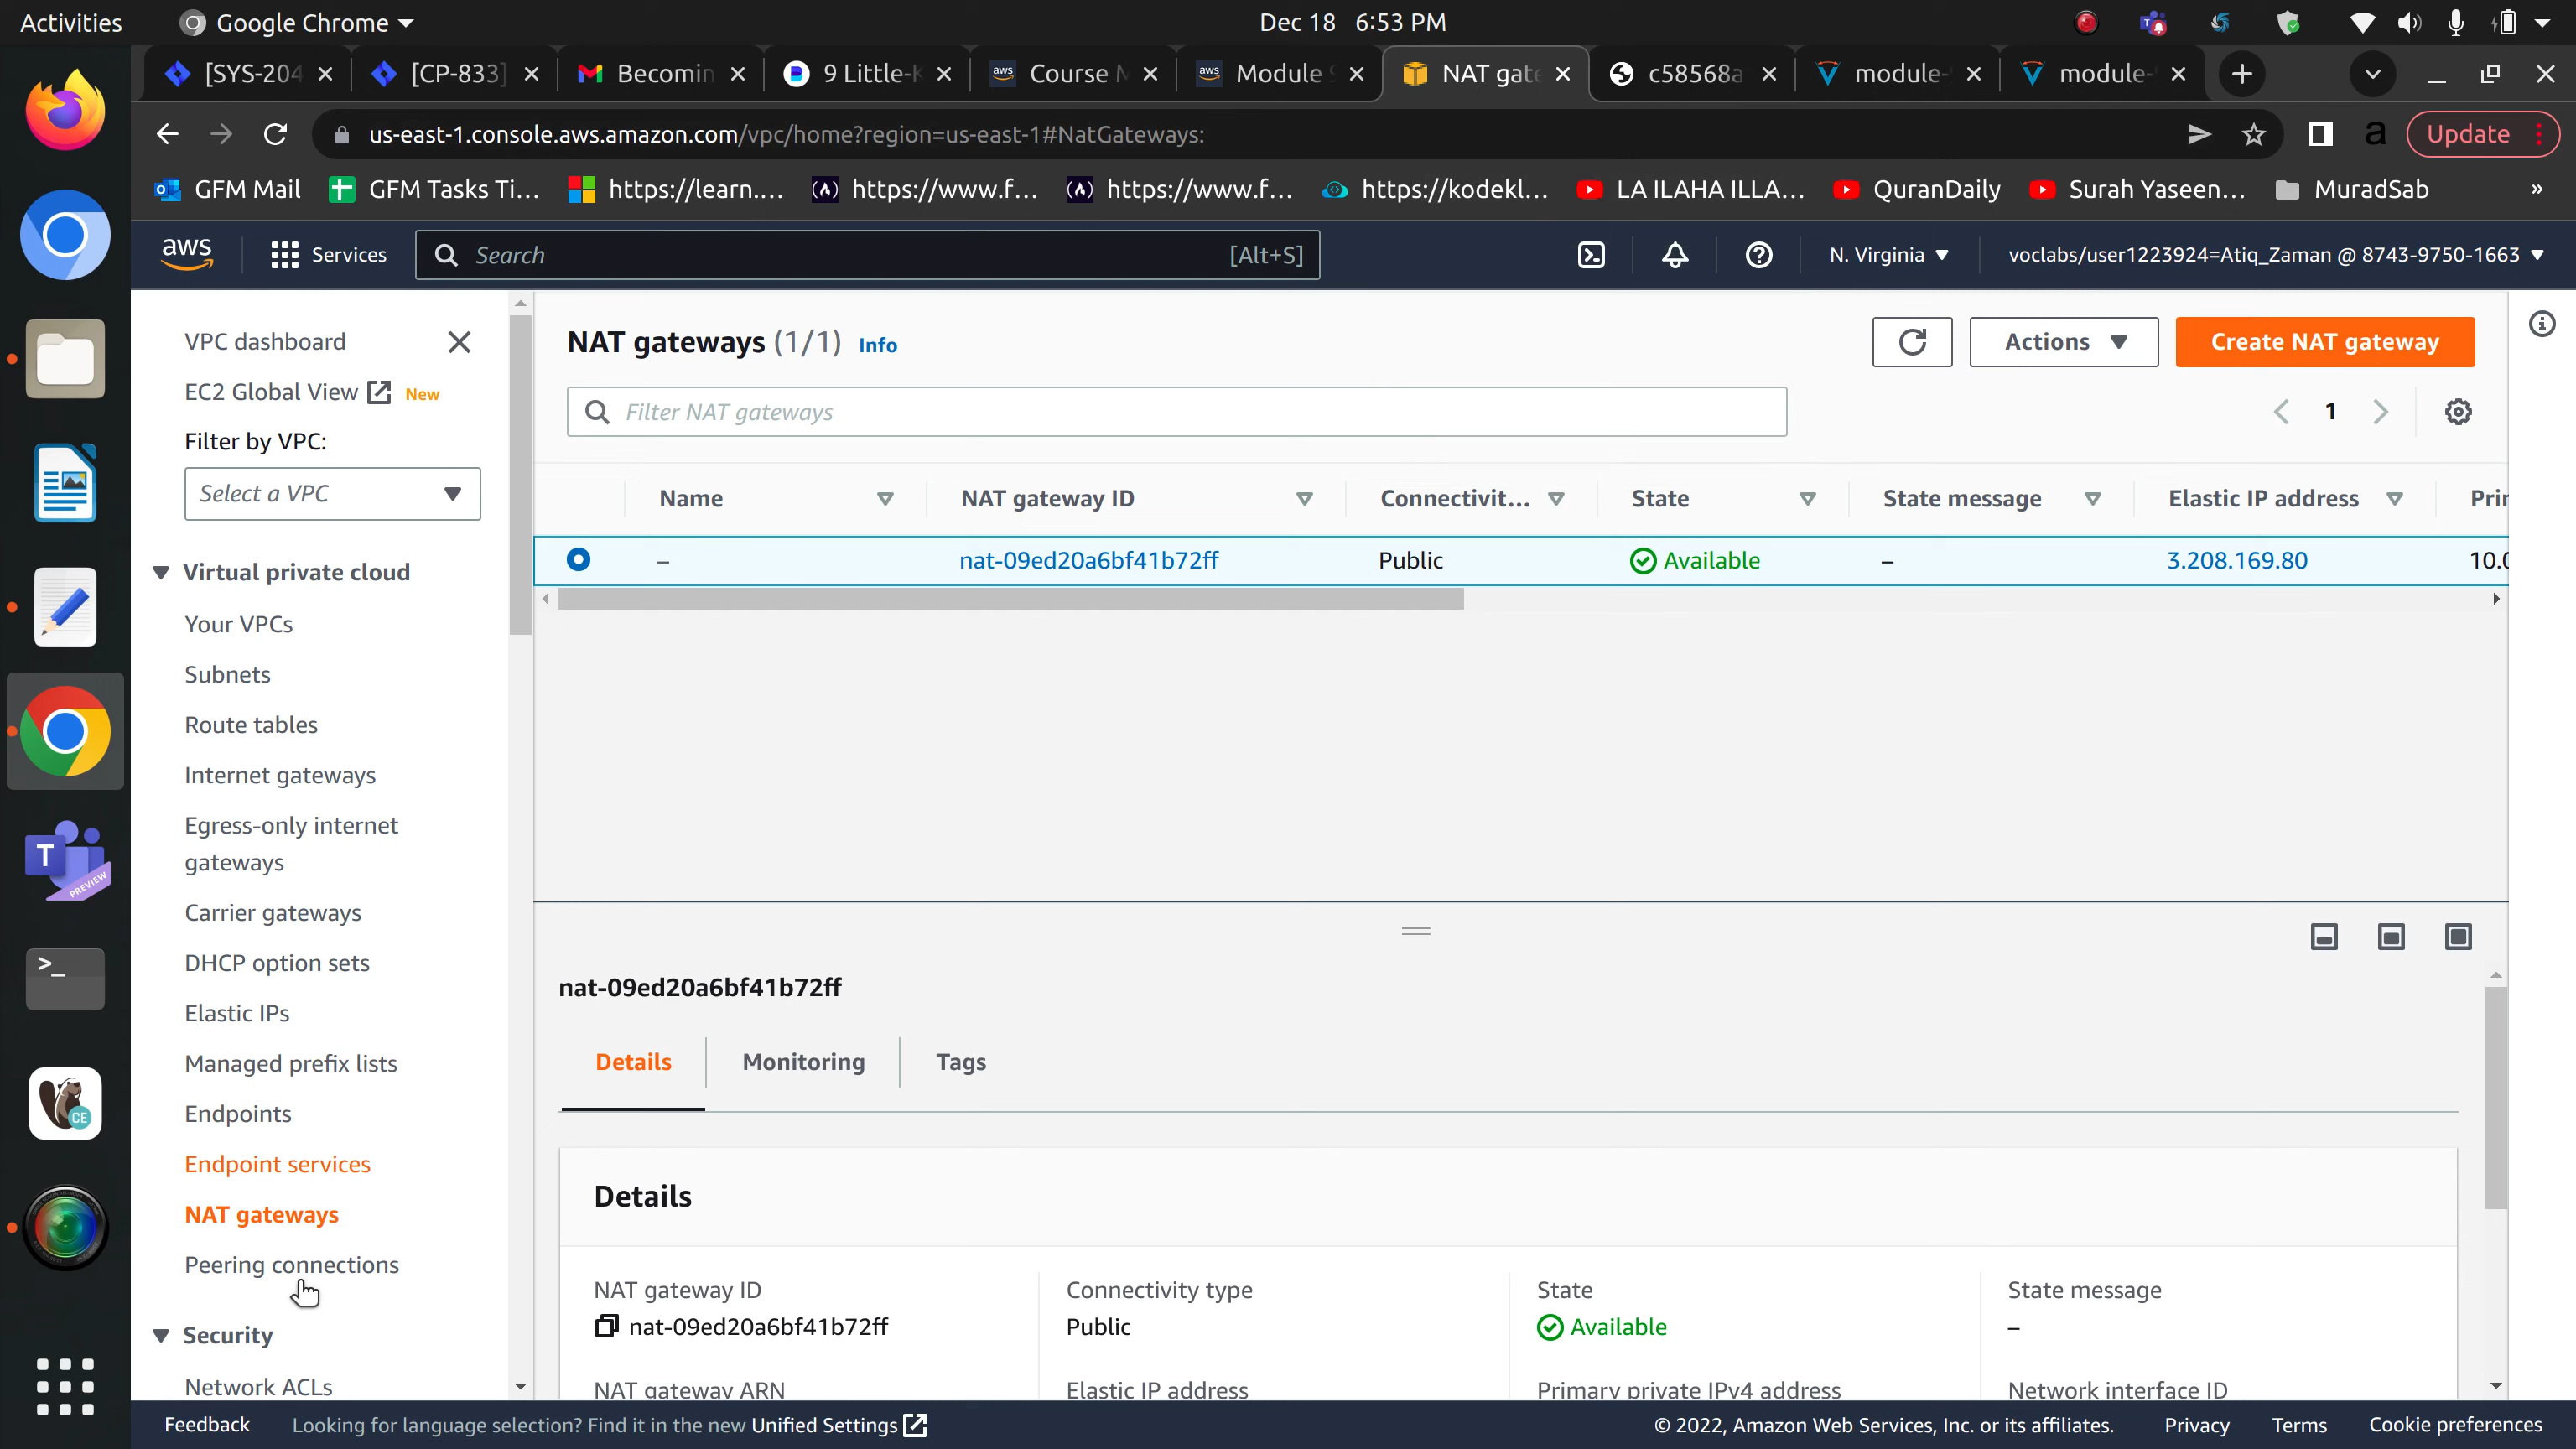 Activities Google Chrome Dec 18 6:53 PM
[SYS-204 [CP-833] Becomin 9 Little-K Course M Module 9 NAT gate c58568a module- module-
us-east-1.console.aws.amazon.com/vpc/home?region=us-east-1#NatGateways: a Update
GFM Mail GFM Tasks Ti... https://learn.... https://www.f... https://www.f... https://kodekl... LA ILAHA ILLA... QuranDaily Surah Yaseen... MuradSab »
aws Services Search [Alt+S] N. Virginia voclabs/user1223924=Atiq_Zaman @ 8743-9750-1663
VPC dashboard
EC2 Global View New
Filter by VPC:
Select a VPC
Virtual private cloud
Your VPCs
Subnets
Route tables
Internet gateways
Egress-only internet
gateways
Carrier gateways
DHCP option sets
Elastic IPs
Managed prefix lists
Endpoints
Endpoint services
NAT gateways
Peering connections
Security
Network ACLs
NAT gateways (1/1) Info Actions Create NAT gateway
Filter NAT gateways 1
Name NAT gateway ID Connectivit... State State message Elastic IP address Prir
– nat-09ed20a6bf41b72ff Public Available – 3.208.169.80 10.0
nat-09ed20a6bf41b72ff
Details Monitoring Tags
Details
NAT gateway ID Connectivity type State State message
nat-09ed20a6bf41b72ff Public Available –
NAT gateway ARN Elastic IP address Primary private IPv4 address Network interface ID
Feedback Looking for language selection? Find it in the new Unified Settings © 2022, Amazon Web Services, Inc. or its affiliates. Privacy Terms Cookie preferences